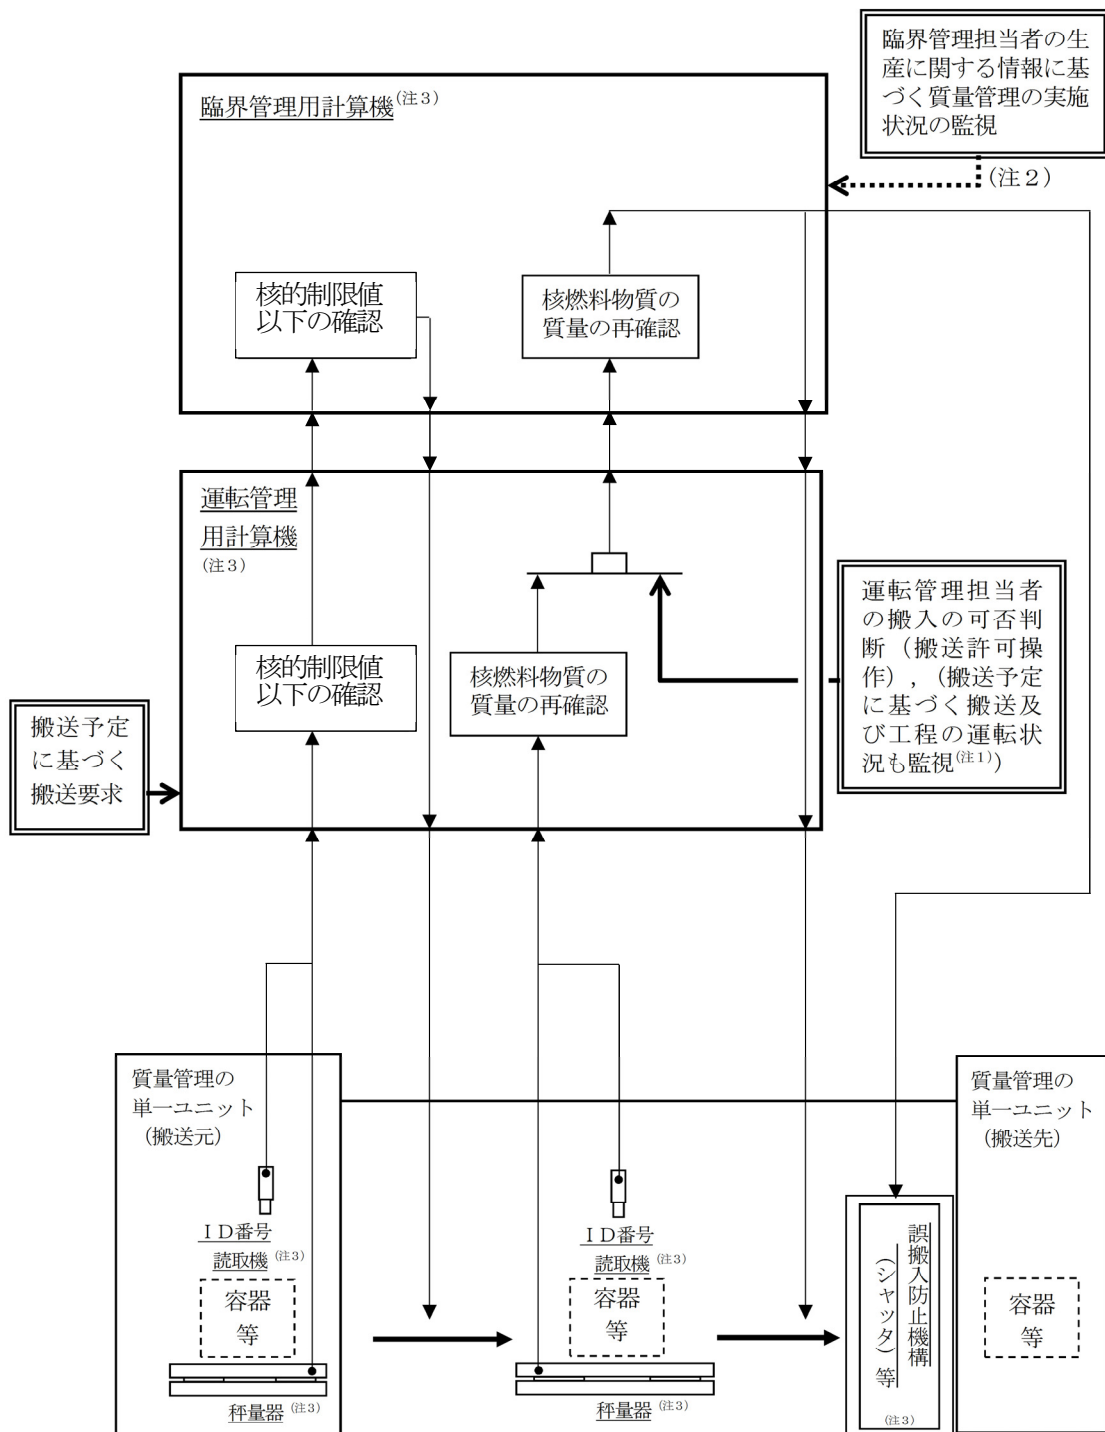 臨界管理担当者の生
産に関する情報に基
づく質量管理の実施
状況の監視
臨界管理用計算機(注3)
(注2)
核的制限値
以下の確認
核燃料物質の
質量の再確認
運転管理
用計算機
(注3)
核的制限値
以下の確認
核燃料物質の
質量の再確認
運転管理担当者
の搬入の可否判
断(搬送許可操
作),(搬送予定
に基づく搬送及
び工程の運転状
況も監視(注1))
搬送予定
に基づく
搬送要求
質量管理の
単一ユニット
(搬送元)
質量管理の
単一ユニット
(搬送先)
ID番号
読取機(注3)
容器
等
秤量器(注3)
ID番号
読取機(注3)
容器
等
秤量器(注3)
誤搬入防止機構
(シャッタ)等
(注3)
容器
等